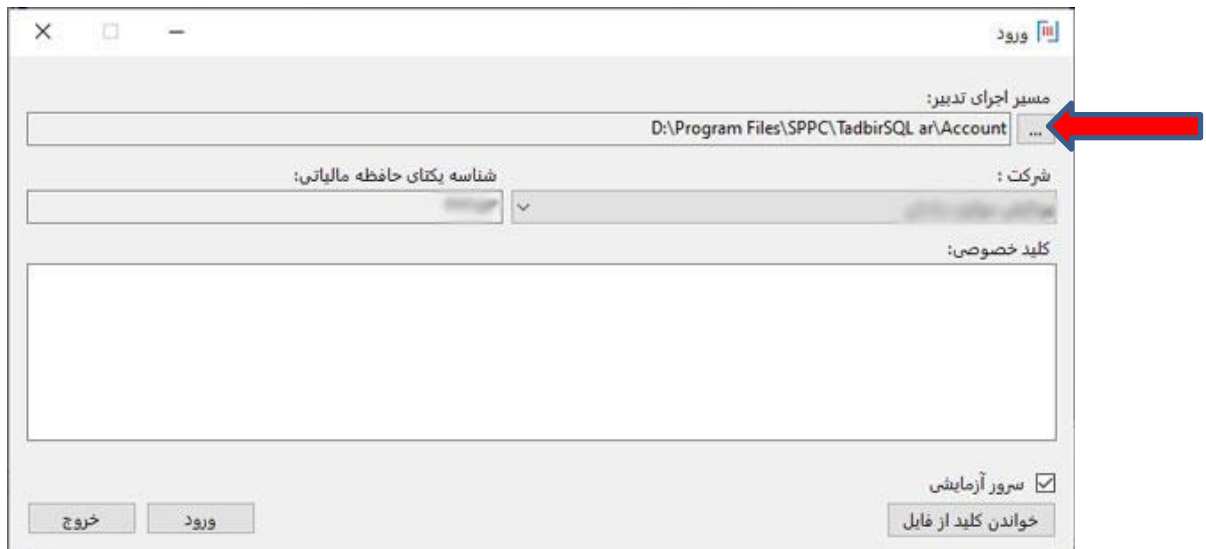 ورود
مسیر اجرای تدبیر:
D:\Program Files\SPPC\TadbirSQL ar\Account ...
شرکت : شناسه یکتای حافظه مالیاتی:
کلید خصوصی:
سرور آزمایشی
خواندن کلید از فایل ورود خروج